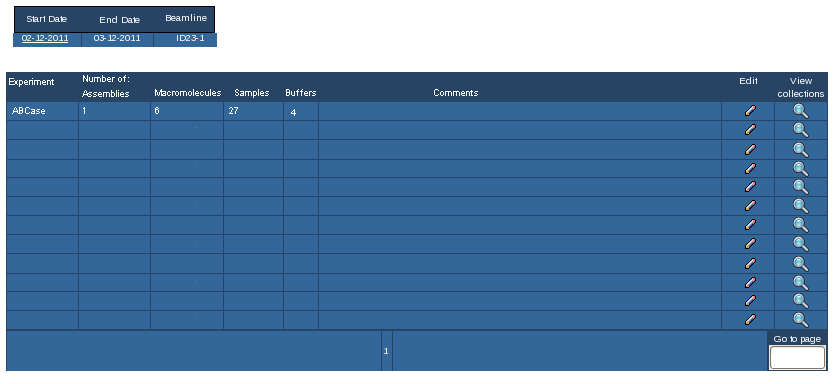 Start Date End Date Beamline
02-12-2011 03-12-2011 ID23-1
Experiment Number of: Assemblies Macromolecules Samples Buffers Comments Edit View collections
ABCase 1 6 27 4
1
Go to page